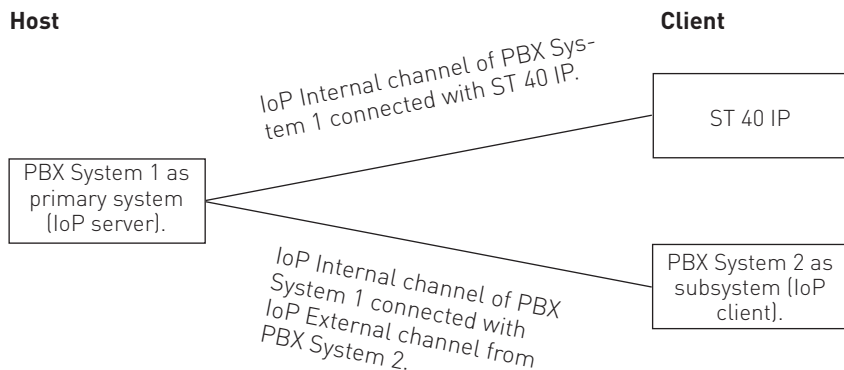 Host
Client
IoP Internal channel of PBX Sys-
tem 1 connected with ST 40 IP.
ST 40 IP
PBX System 1 as
primary system
(IoP server).
IoP Internal channel of PBX
System 1 connected with
IoP External channel from
PBX System 2.
PBX System 2 as
subsystem (IoP
client).